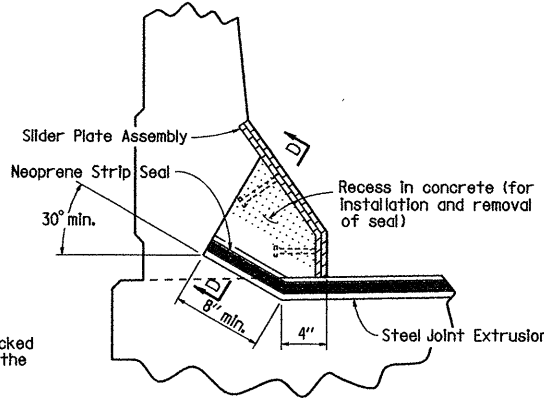 Slider Plate Assembly
D
Neoprene Strip Seal
Recess in concrete (for
installation and removal
of seal)
30° min.
D
8" min.
4"
Steel Joint Extrusion
cked
the